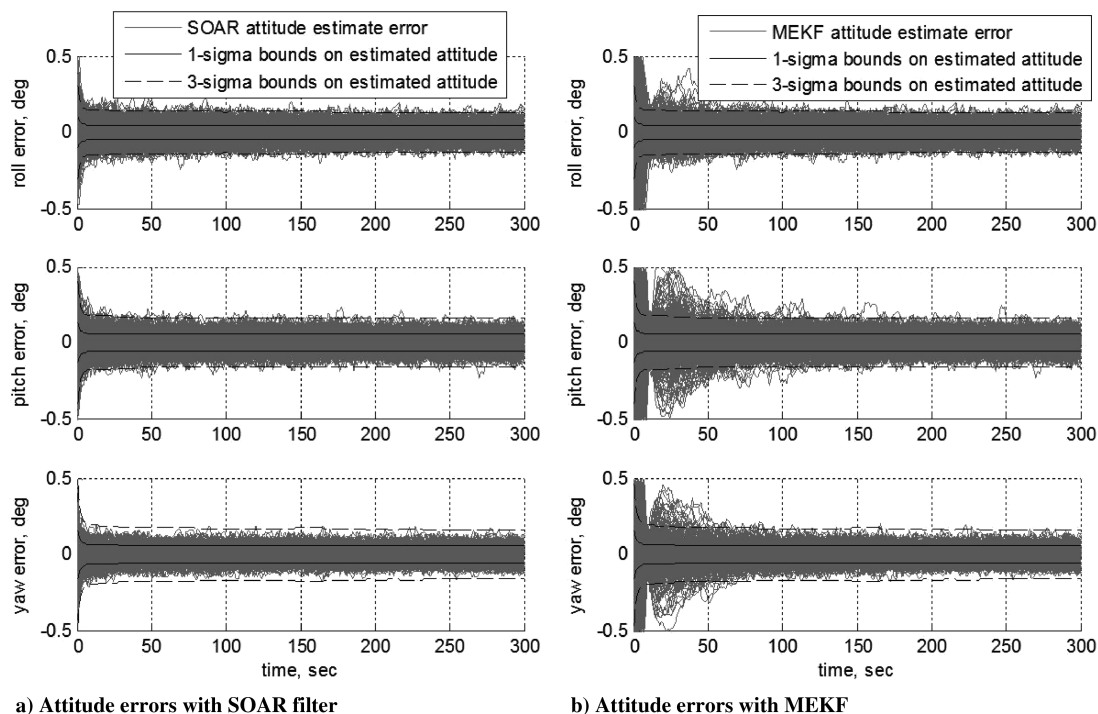 SOAR attitude estimate error
1-sigma bounds on estimated attitude
3-sigma bounds on estimated attitude
0.5
0
-0.5
roll error, deg
0 50 100 150 200 250 300
0.5
0
-0.5
pitch error, deg
0 50 100 150 200 250 300
0.5
0
-0.5
yaw error, deg
0 50 100 150 200 250 300
time, sec
a) Attitude errors with SOAR filter
MEKF attitude estimate error
1-sigma bounds on estimated attitude
3-sigma bounds on estimated attitude
0.5
0
-0.5
roll error, deg
0 50 100 150 200 250 300
0.5
0
-0.5
pitch error, deg
0 50 100 150 200 250 300
0.5
0
-0.5
yaw error, deg
0 50 100 150 200 250 300
time, sec
b) Attitude errors with MEKF